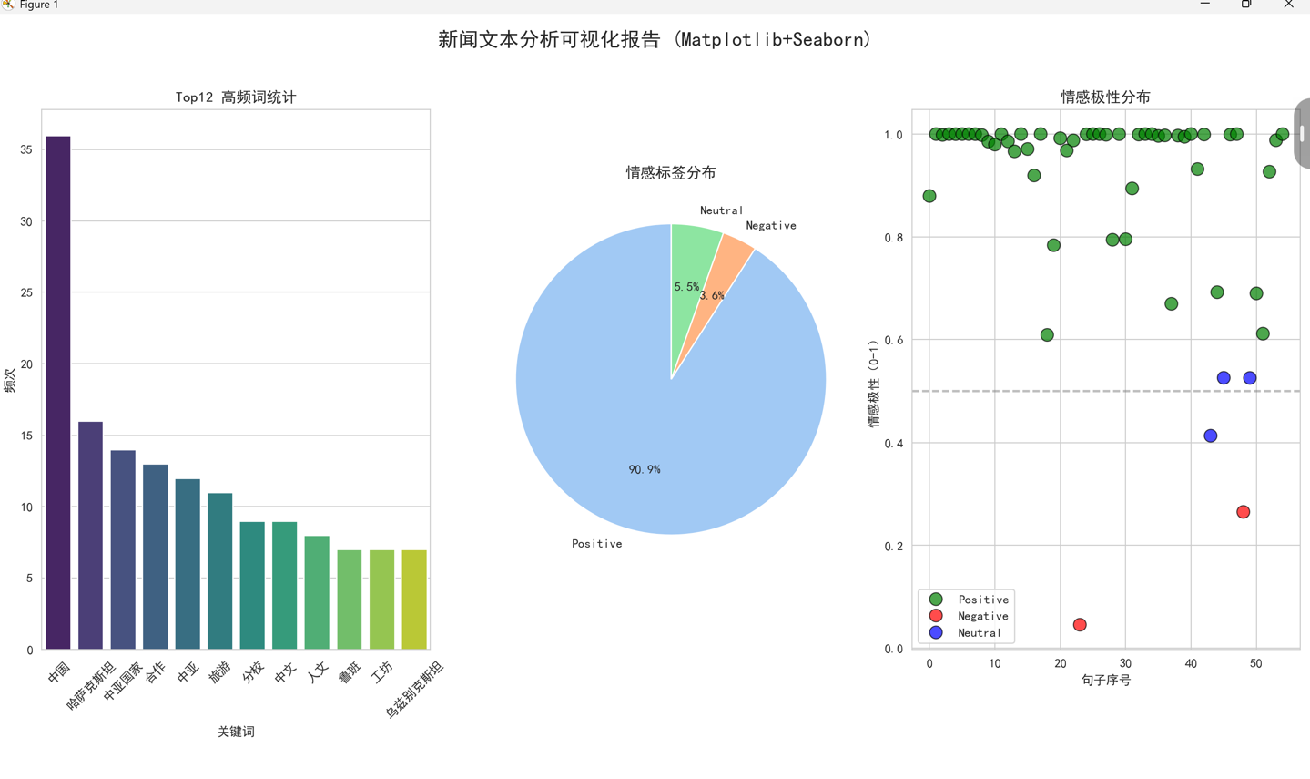 Figure 1
新闻文本分析可视化报告 (Matplotlib+Seaborn)
Top12 高频词统计
频次
35
30
25
20
15
10
5
0
中国
哈萨克斯坦
中亚国家
合作
中亚
旅游
分校
中文
人文
鲁班
工坊
乌兹别克斯坦
关键词
情感标签分布
Neutral
Negative
5.5%
3.6%
90.9%
Positive
情感极性分布
情感极性 (0-1)
1.0
0.8
0.6
0.4
0.2
0.0
Positive
Negative
Neutral
0
10
20
30
40
50
句子序号